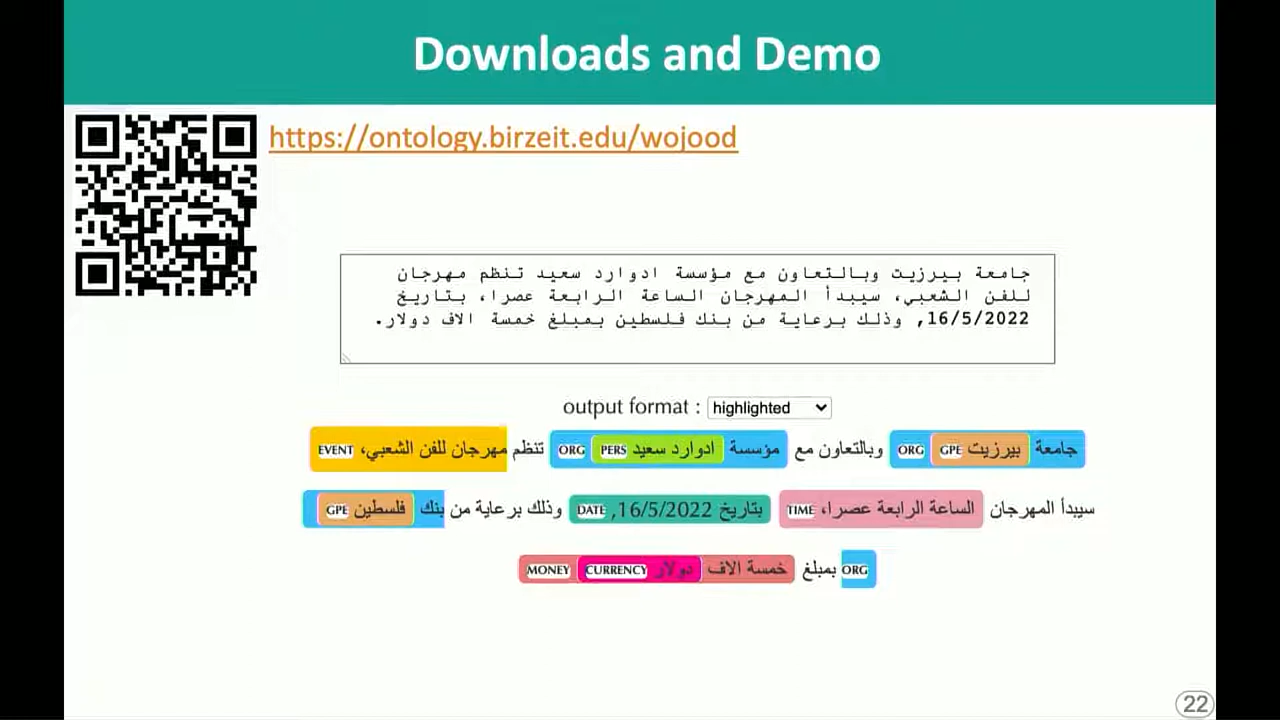 Downloads and Demo
https://ontology.birzeit.edu/wojood
جامعة بيرزيت وبالتعاون مع مؤسسة ادوارد سعيد تنظم مهرجان
للفن الشعبي، سيبدأ المهرجان الساعة الرابعة عصرا، بتاريخ
16/5/2022, وذلك برعاية من بنك فلسطين بمبلغ خمسة الاف دولار.
output format : highlighted
جامعة بيرزيت GPE ORG وبالتعاون مع مؤسسة ادوارد سعيد PERS ORG تنظم مهرجان للفن الشعبي، EVENT
سيبدأ المهرجان الساعة الرابعة عصرا، TIME بتاريخ 16/5/2022, DATE وذلك برعاية من بنك فلسطين GPE
ORG بمبلغ خمسة الاف دولار CURRENCY MONEY
22